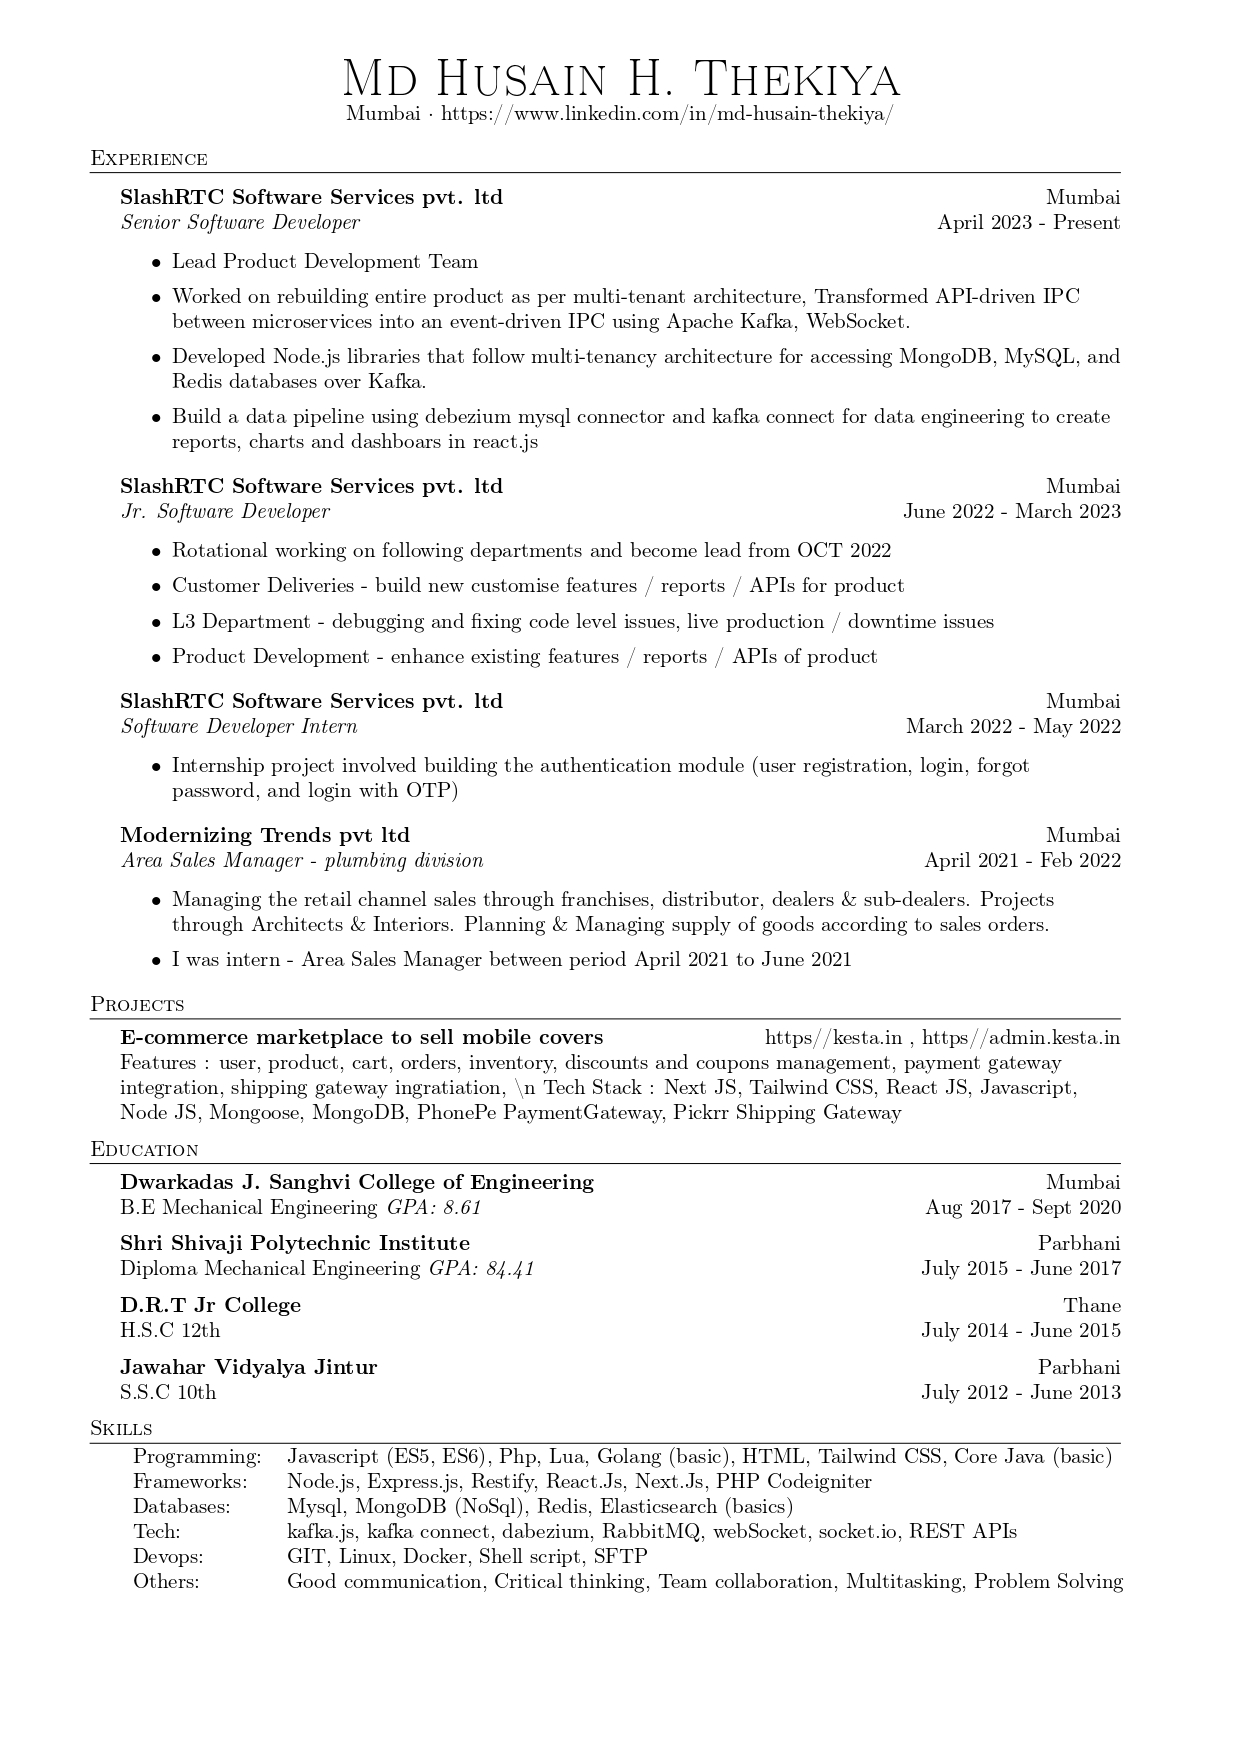 Md Husain H. Thekiya
Mumbai · https://www.linkedin.com/in/md-husain-thekiya/
Experience
SlashRTC Software Services pvt. ltd Mumbai
Senior Software Developer April 2023 - Present
• Lead Product Development Team
• Worked on rebuilding entire product as per multi-tenant architecture, Transformed API-driven IPC
between microservices into an event-driven IPC using Apache Kafka, WebSocket.
• Developed Node.js libraries that follow multi-tenancy architecture for accessing MongoDB, MySQL, and
Redis databases over Kafka.
• Build a data pipeline using debezium mysql connector and kafka connect for data engineering to create
reports, charts and dashboars in react.js
SlashRTC Software Services pvt. ltd Mumbai
Jr. Software Developer June 2022 - March 2023
• Rotational working on following departments and become lead from OCT 2022
• Customer Deliveries - build new customise features / reports / APIs for product
• L3 Department - debugging and fixing code level issues, live production / downtime issues
• Product Development - enhance existing features / reports / APIs of product
SlashRTC Software Services pvt. ltd Mumbai
Software Developer Intern March 2022 - May 2022
• Internship project involved building the authentication module (user registration, login, forgot
password, and login with OTP)
Modernizing Trends pvt ltd Mumbai
Area Sales Manager - plumbing division April 2021 - Feb 2022
• Managing the retail channel sales through franchises, distributor, dealers & sub-dealers. Projects
through Architects & Interiors. Planning & Managing supply of goods according to sales orders.
• I was intern - Area Sales Manager between period April 2021 to June 2021
Projects
E-commerce marketplace to sell mobile covers https//kesta.in , https//admin.kesta.in
Features : user, product, cart, orders, inventory, discounts and coupons management, payment gateway
integration, shipping gateway ingratiation, \n Tech Stack : Next JS, Tailwind CSS, React JS, Javascript,
Node JS, Mongoose, MongoDB, PhonePe PaymentGateway, Pickrr Shipping Gateway
Education
Dwarkadas J. Sanghvi College of Engineering Mumbai
B.E Mechanical Engineering GPA: 8.61 Aug 2017 - Sept 2020
Shri Shivaji Polytechnic Institute Parbhani
Diploma Mechanical Engineering GPA: 84.41 July 2015 - June 2017
D.R.T Jr College Thane
H.S.C 12th July 2014 - June 2015
Jawahar Vidyalya Jintur Parbhani
S.S.C 10th July 2012 - June 2013
Skills
Programming: Javascript (ES5, ES6), Php, Lua, Golang (basic), HTML, Tailwind CSS, Core Java (basic)
Frameworks: Node.js, Express.js, Restify, React.Js, Next.Js, PHP Codeigniter
Databases: Mysql, MongoDB (NoSql), Redis, Elasticsearch (basics)
Tech: kafka.js, kafka connect, dabezium, RabbitMQ, webSocket, socket.io, REST APIs
Devops: GIT, Linux, Docker, Shell script, SFTP
Others: Good communication, Critical thinking, Team collaboration, Multitasking, Problem Solving